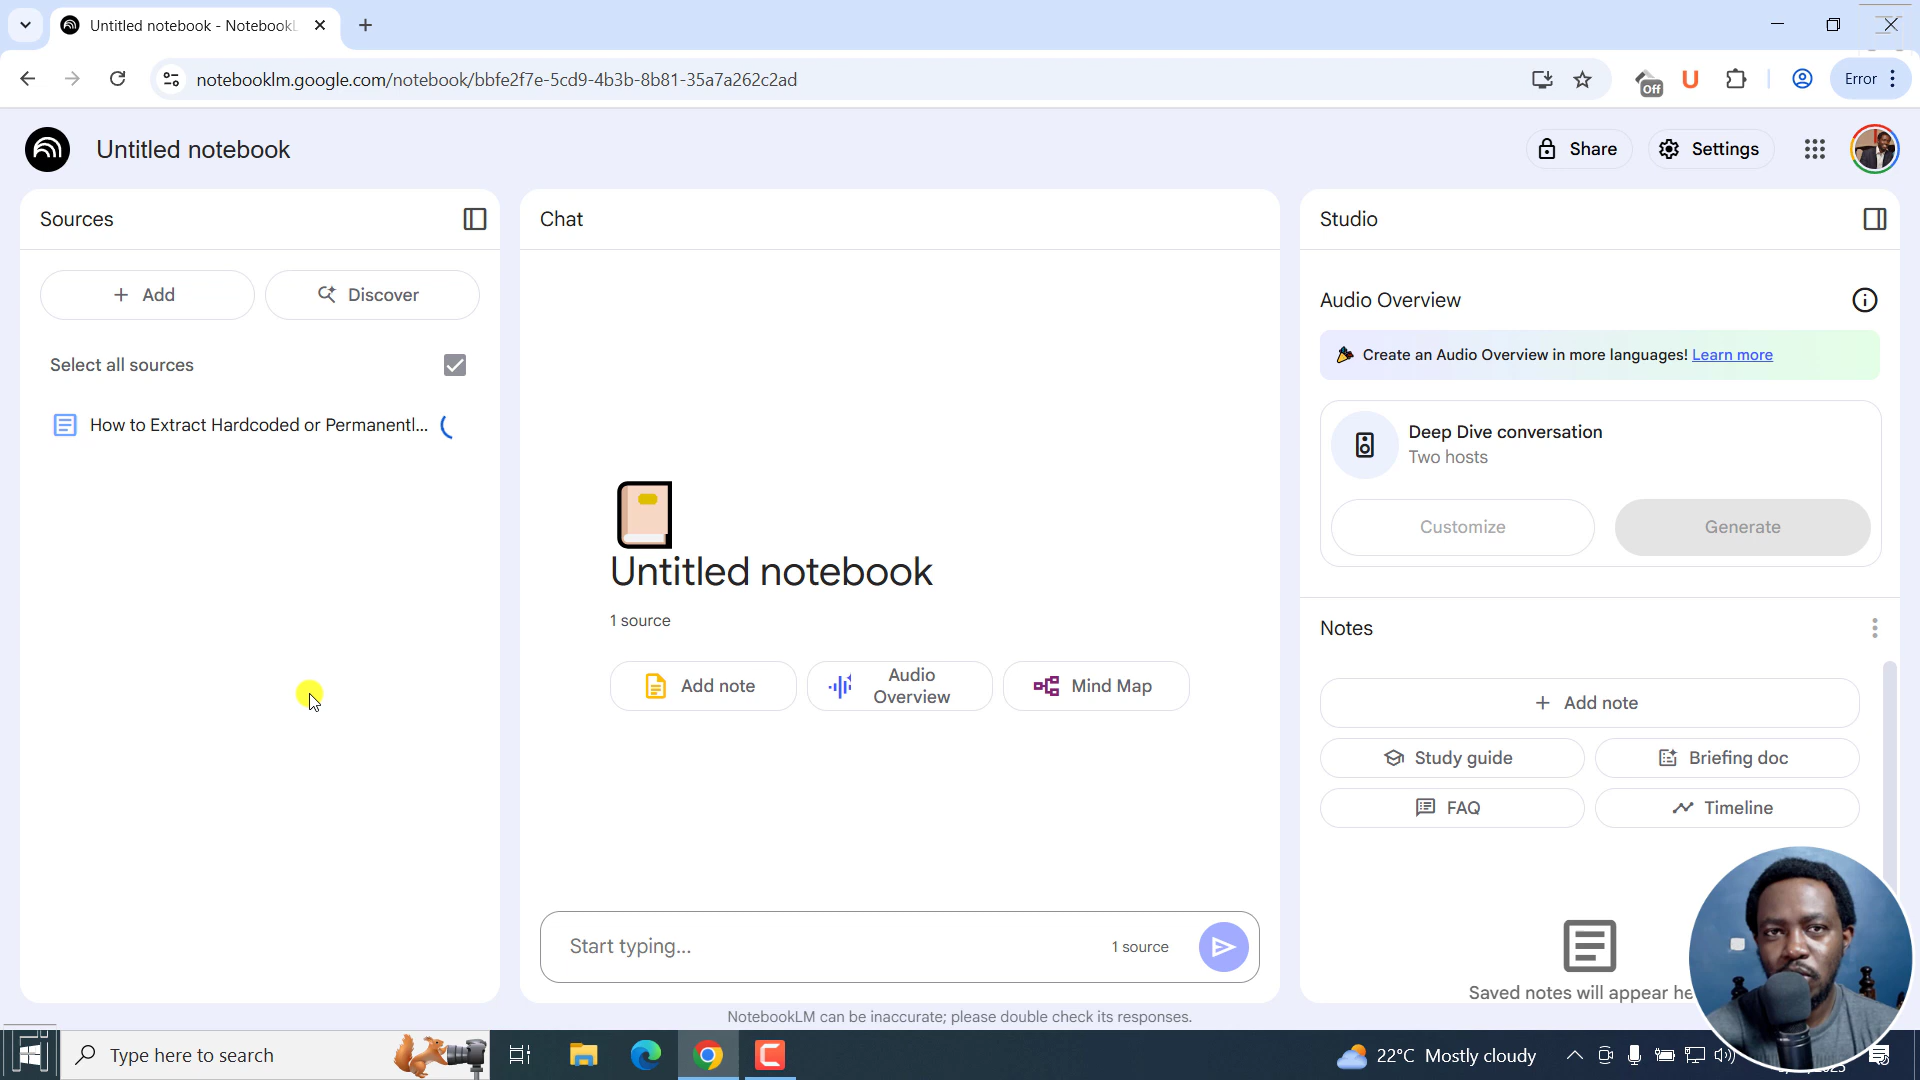 Untitled notebook - NotebookL
notebooklm.google.com/notebook/bbfe2f7e-5cd9-4b3b-8b81-35a7a262c2ad
Off
U
Error
Untitled notebook
Share
Settings
Sources
Add
Discover
Select all sources
How to Extract Hardcoded or Permanentl...
Chat
Untitled notebook
1 source
Add note
Audio
Overview
Mind Map
Start typing...
1 source
NotebookLM can be inaccurate; please double check its responses.
Studio
Audio Overview
Create an Audio Overview in more languages! Learn more
Deep Dive conversation
Two hosts
Customize
Generate
Notes
Add note
Study guide
Briefing doc
FAQ
Timeline
Saved notes will appear he
Type here to search
22°C Mostly cloudy